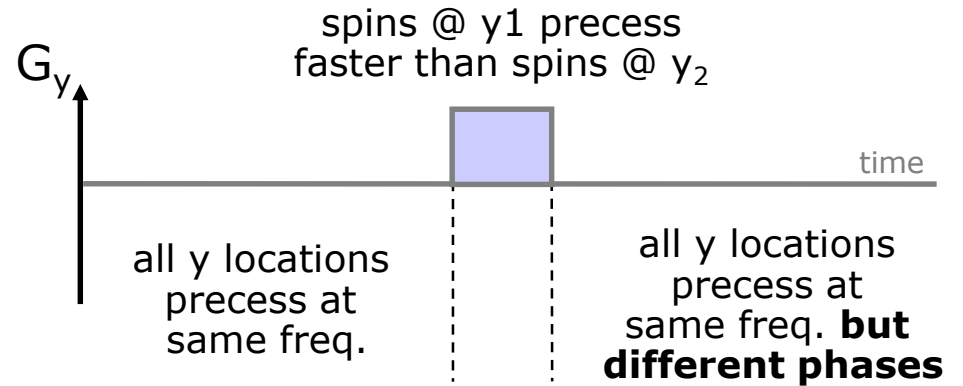 spins @ y1 precess
faster than spins @ y₂
Gy
time
all y locations
precess at
same freq.
all y locations
precess at
same freq. but
different phases